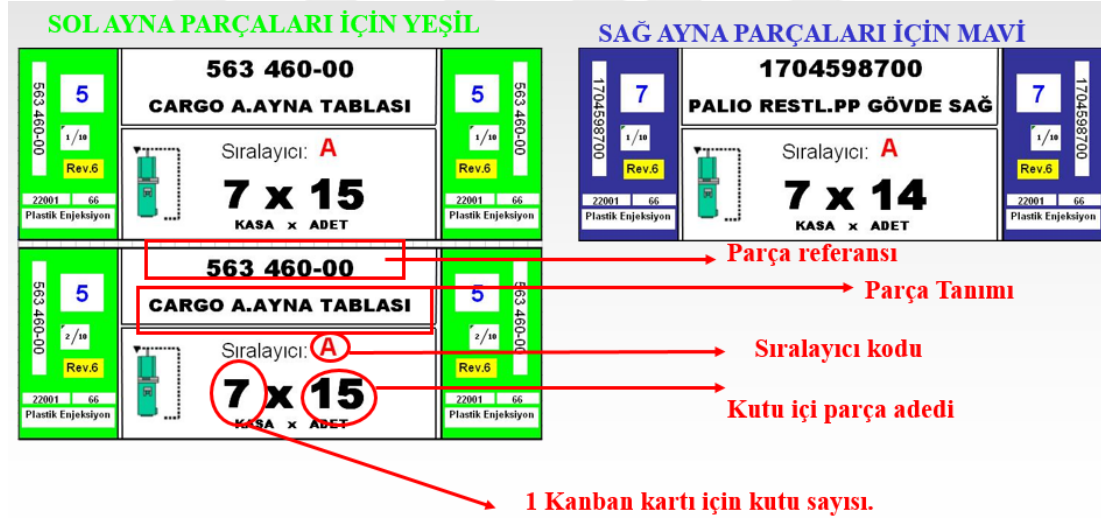 SOL AYNA PARÇALARI İÇİN YEŞİL
563 460-00
5
1/10
Rev.6
22001 66
Plastik Enjeksiyon
563 460-00
CARGO A.AYNA TABLASI
Sıralayıcı: A
7 x 15
KASA x ADET
5
1/10
Rev.6
563 460-00
22001 66
Plastik Enjeksiyon
SAĞ AYNA PARÇALARI İÇİN MAVİ
1704598700
7
1/10
Rev.6
22001 66
Plastik Enjeksiyon
1704598700
PALIO RESTL.PP GÖVDE SAĞ
Sıralayıcı: A
7 x 14
KASA x ADET
7
1/10
Rev.6
1704598700
22001 66
Plastik Enjeksiyon
563 460-00
5
2/10
Rev.6
22001 66
Plastik Enjeksiyon
563 460-00
CARGO A.AYNA TABLASI
Sıralayıcı: A
7 x 15
KASA x ADET
5
2/10
Rev.6
563 460-00
22001 66
Plastik Enjeksiyon
Parça referansı
Parça Tanımı
Sıralayıcı kodu
Kutu içi parça adedi
1 Kanban kartı için kutu sayısı.